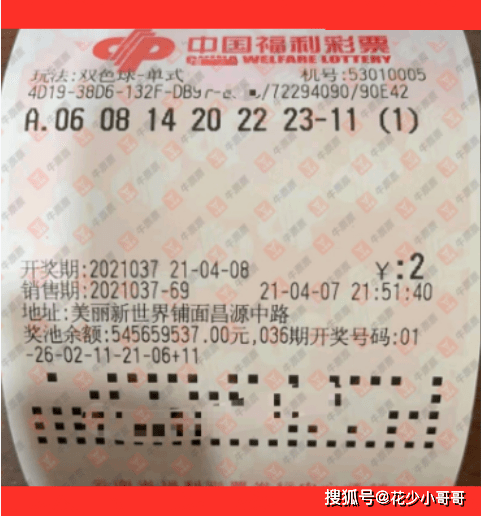 中国福利彩票
CHINA WELFARE LOTTERY
玩法:双色球-单式 机号:53010005
/72294090/90E42
A.06 08 14 20 22 23-11 (1)
开奖期:2021037 21-04-08 ¥:2
销售期:2021037-69 21-04-07 21:51:40
地址:美丽新世界铺面昌源中路
奖池余额:545659537.00元,036期开奖号码:01
-26-02-11-21-06+11
搜狐号@花少小哥哥